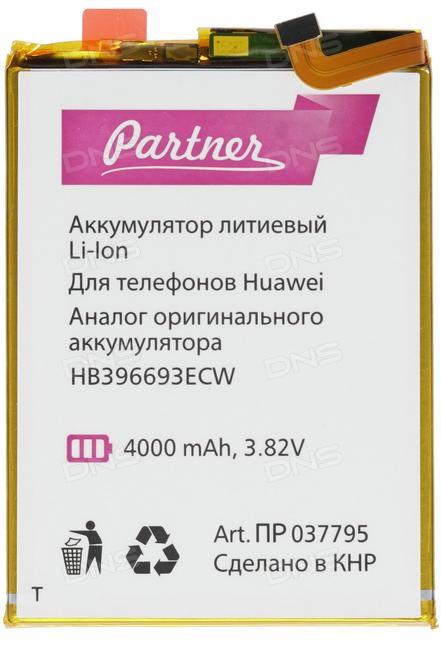 Partner
Аккумулятор литиевый
Li-Ion
Для телефонов Huawei
Аналог оригинального
аккумулятора
HB396693ECW
4000 mAh, 3.82V
Art. ПР 037795
Сделано в КНР
T
DNS